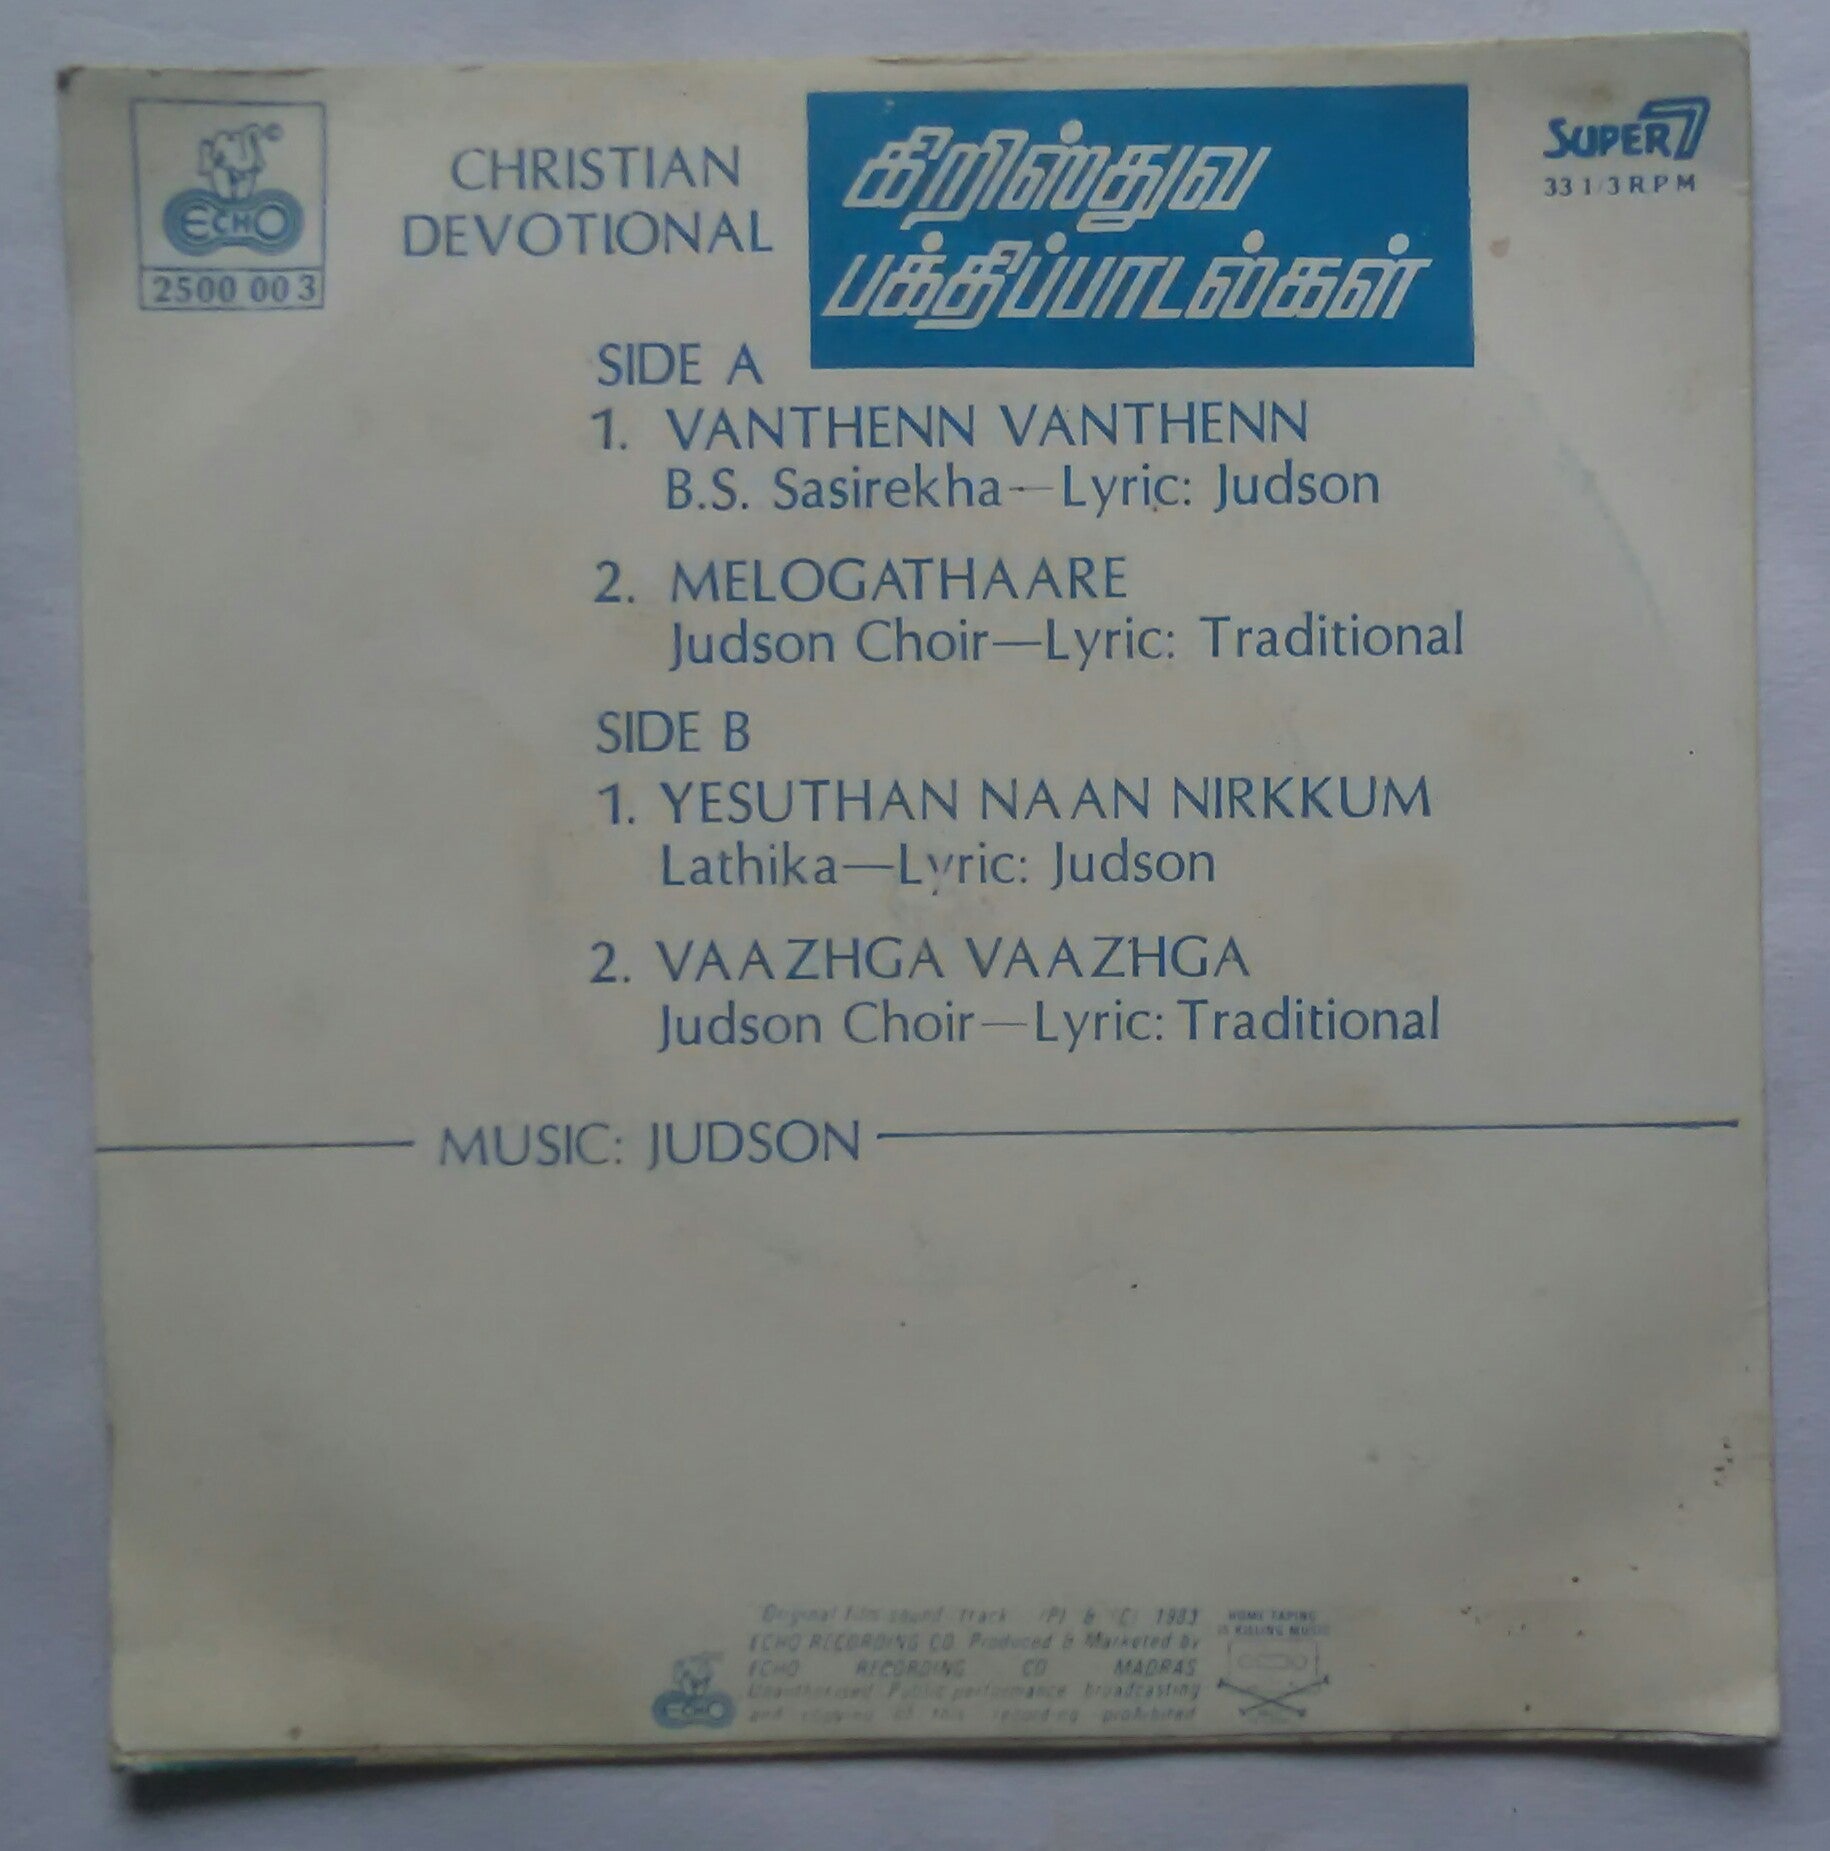 ECHO
2500 003
CHRISTIAN
DEVOTIONAL
கிறிஸ்துவ
பக்திப்பாடல்கள்
SUPER 7
33 1/3 RPM
SIDE A
1. VANTHENN VANTHENN
B.S. Sasirekha—Lyric: Judson
2. MELOGATHAARE
Judson Choir—Lyric: Traditional
SIDE B
1. YESUTHAN NAAN NIRKKUM
Lathika—Lyric: Judson
2. VAAZHGA VAAZHGA
Judson Choir—Lyric: Traditional
MUSIC: JUDSON
Original film sound track (P) & (C) 1983
ECHO RECORDING CO. Produced & Marketed by
ECHO RECORDING CO MADRAS
Unauthorised Public performance broadcasting
and copying of this recording prohibited
ECHO
HOME TAPING
IS KILLING MUSIC